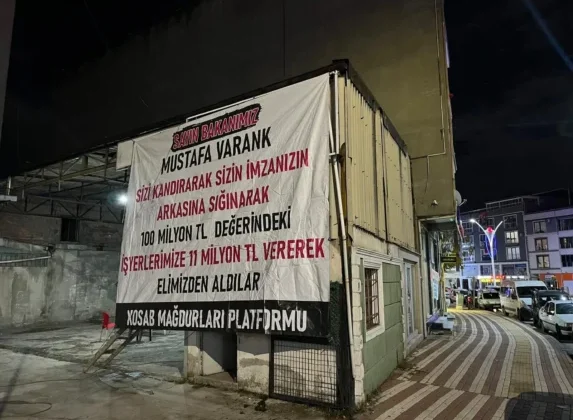 SAYIN BAKANIMIZ
MUSTAFA VARANK
SİZİ KANDIRARAK SİZİN İMZANIZIN
ARKASINA SIĞINARAK
100 MİLYON TL DEĞERİNDEKİ
İŞYERLERİMİZE 11 MİLYON TL VEREREK
ELİMİZDEN ALDILAR
XOSAB MAĞDURLARI PLATFORMU